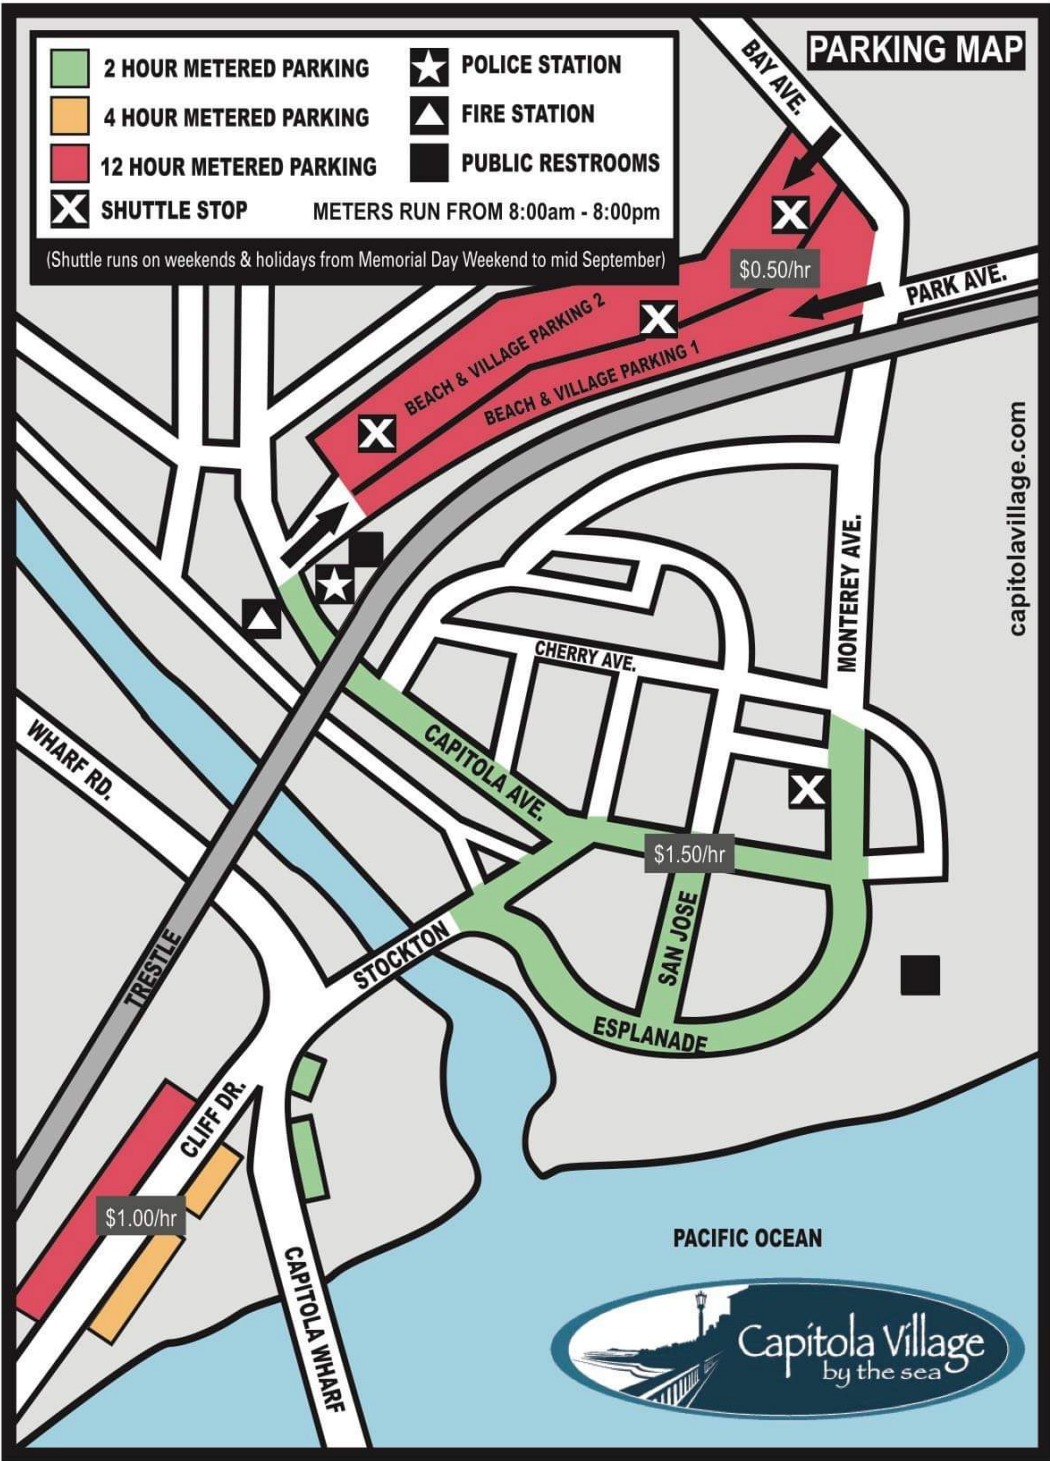 PARKING MAP
2 HOUR METERED PARKING
4 HOUR METERED PARKING
12 HOUR METERED PARKING
SHUTTLE STOP
POLICE STATION
FIRE STATION
PUBLIC RESTROOMS
METERS RUN FROM 8:00am - 8:00pm
(Shuttle runs on weekends & holidays from Memorial Day Weekend to mid September)
BAY AVE.
$0.50/hr
PARK AVE.
BEACH & VILLAGE PARKING 2
BEACH & VILLAGE PARKING 1
capitolavillage.com
MONTEREY AVE.
CHERRY AVE.
WHARF RD.
CAPITOLA AVE.
$1.50/hr
SAN JOSE
STOCKTON
TRESTLE
ESPLANADE
CLIFF DR.
$1.00/hr
CAPITOLA WHARF
PACIFIC OCEAN
Capitola Village
by the sea